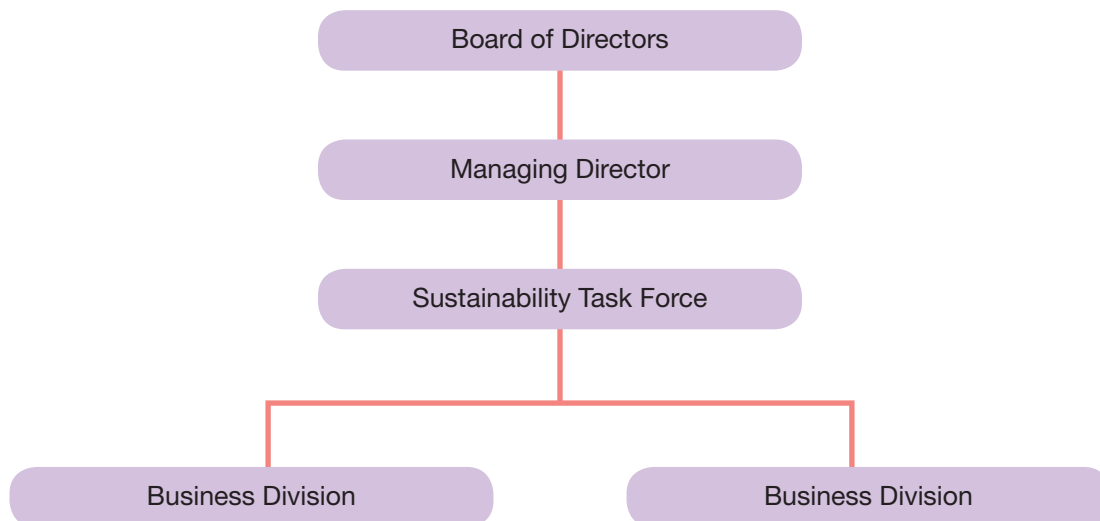 Board of Directors
Managing Director
Sustainability Task Force
Business Division
Business Division